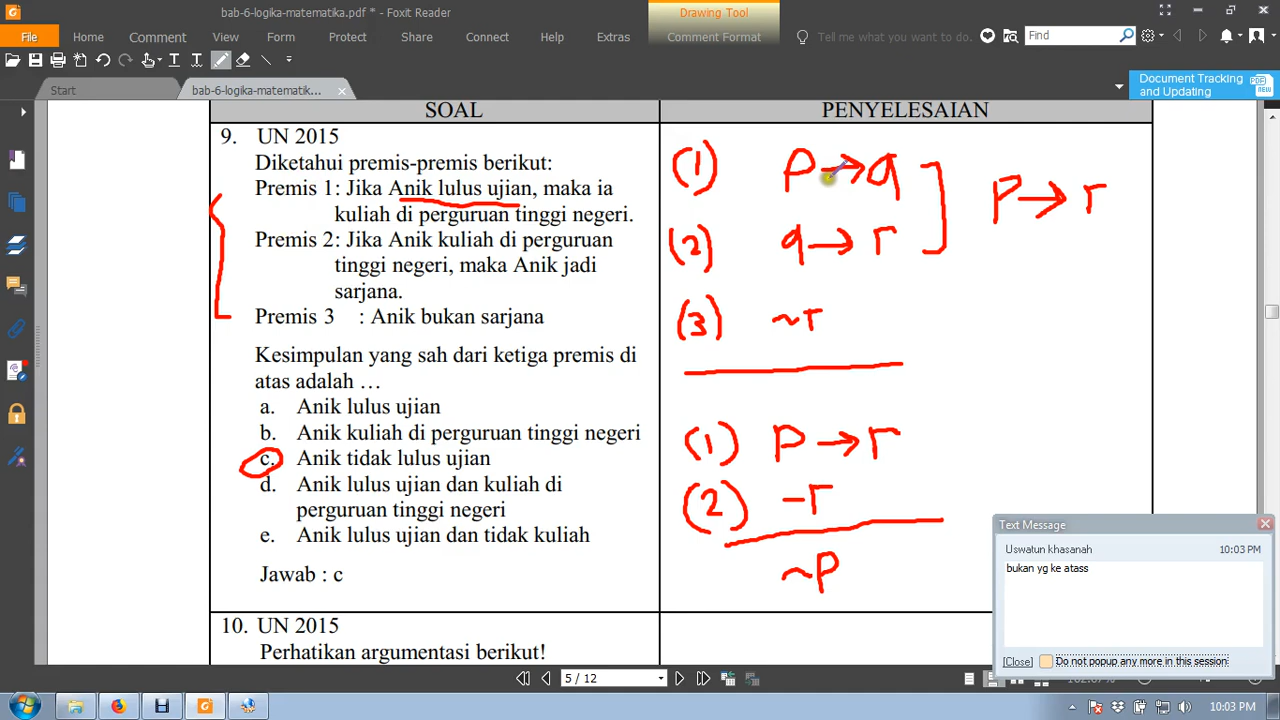 bab-6-logika-matematika.pdf * - Foxit Reader
Drawing Tool
File
Home
Comment
View
Form
Protect
Share
Connect
Help
Extras
Comment Format
Tell me what you want to do..
Find
Start
bab-6-logika-matematik...
Document Tracking
and Updating
SOAL
PENYELESAIAN
9. UN 2015
Diketahui premis-premis berikut:
Premis 1: Jika Anik lulus ujian, maka ia
kuliah di perguruan tinggi negeri.
Premis 2: Jika Anik kuliah di perguruan
tinggi negeri, maka Anik jadi
sarjana.
Premis 3 : Anik bukan sarjana
Kesimpulan yang sah dari ketiga premis di
atas adalah …
a. Anik lulus ujian
b. Anik kuliah di perguruan tinggi negeri
c. Anik tidak lulus ujian
d. Anik lulus ujian dan kuliah di
perguruan tinggi negeri
e. Anik lulus ujian dan tidak kuliah
Jawab : c
(1) p → q
p → r
(2) q → r
(3) ~r
(1) p → r
(2) –r
~p
10. UN 2015
Perhatikan argumentasi berikut!
Text Message
Uswatun khasanah 10:03 PM
bukan yg ke atass
[Close] Do not popup any more in this session
5 / 12
10:03 PM